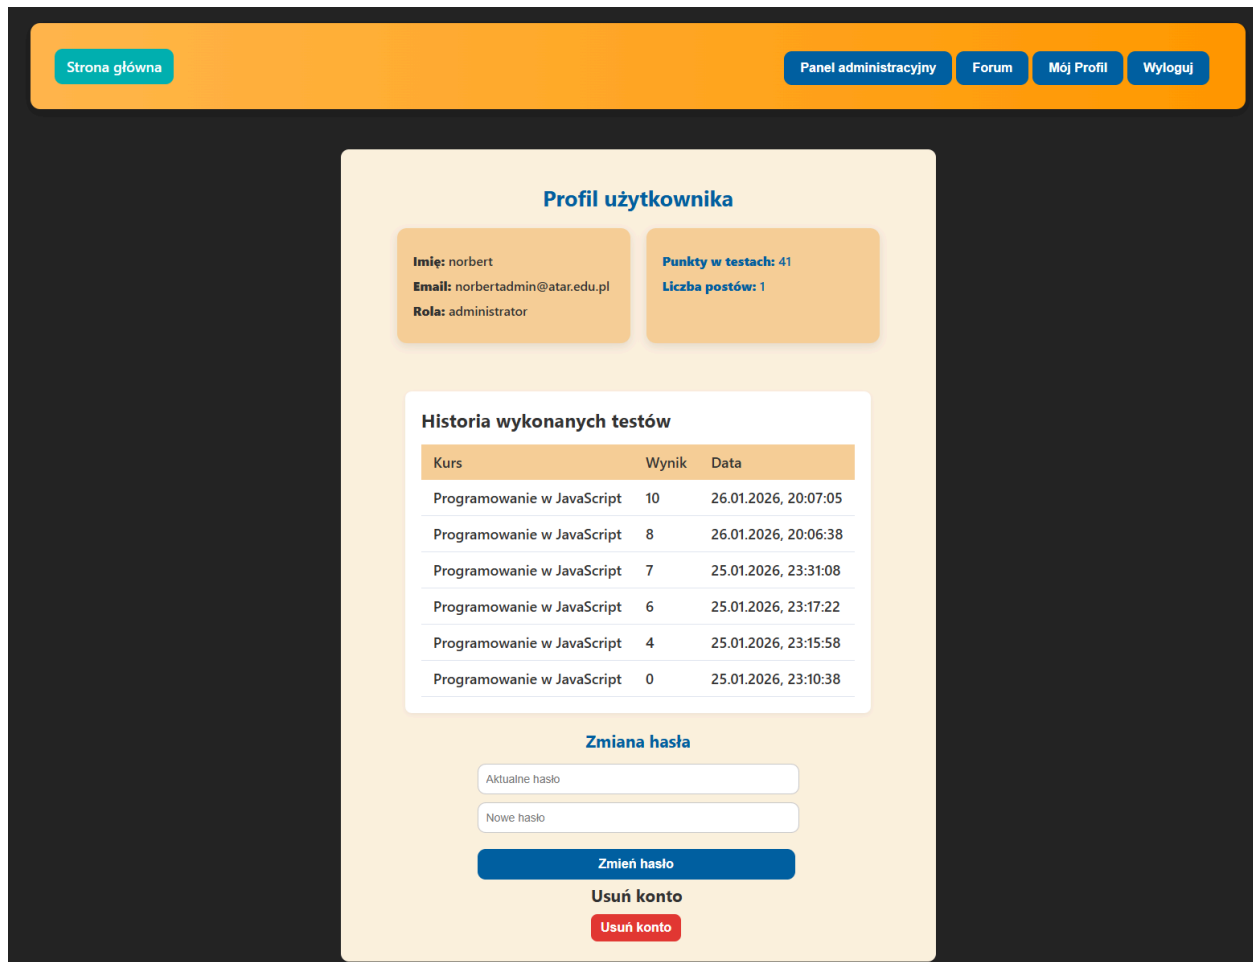 Strona główna
Panel administracyjny Forum Mój Profil Wyloguj
Profil użytkownika
Imię: norbert
Email: norbertadmin@atar.edu.pl
Rola: administrator
Punkty w testach: 41
Liczba postów: 1
Historia wykonanych testów
Kurs Wynik Data
Programowanie w JavaScript 10 26.01.2026, 20:07:05
Programowanie w JavaScript 8 26.01.2026, 20:06:38
Programowanie w JavaScript 7 25.01.2026, 23:31:08
Programowanie w JavaScript 6 25.01.2026, 23:17:22
Programowanie w JavaScript 4 25.01.2026, 23:15:58
Programowanie w JavaScript 0 25.01.2026, 23:10:38
Zmiana hasła
Aktualne hasło
Nowe hasło
Zmień hasło
Usuń konto
Usuń konto